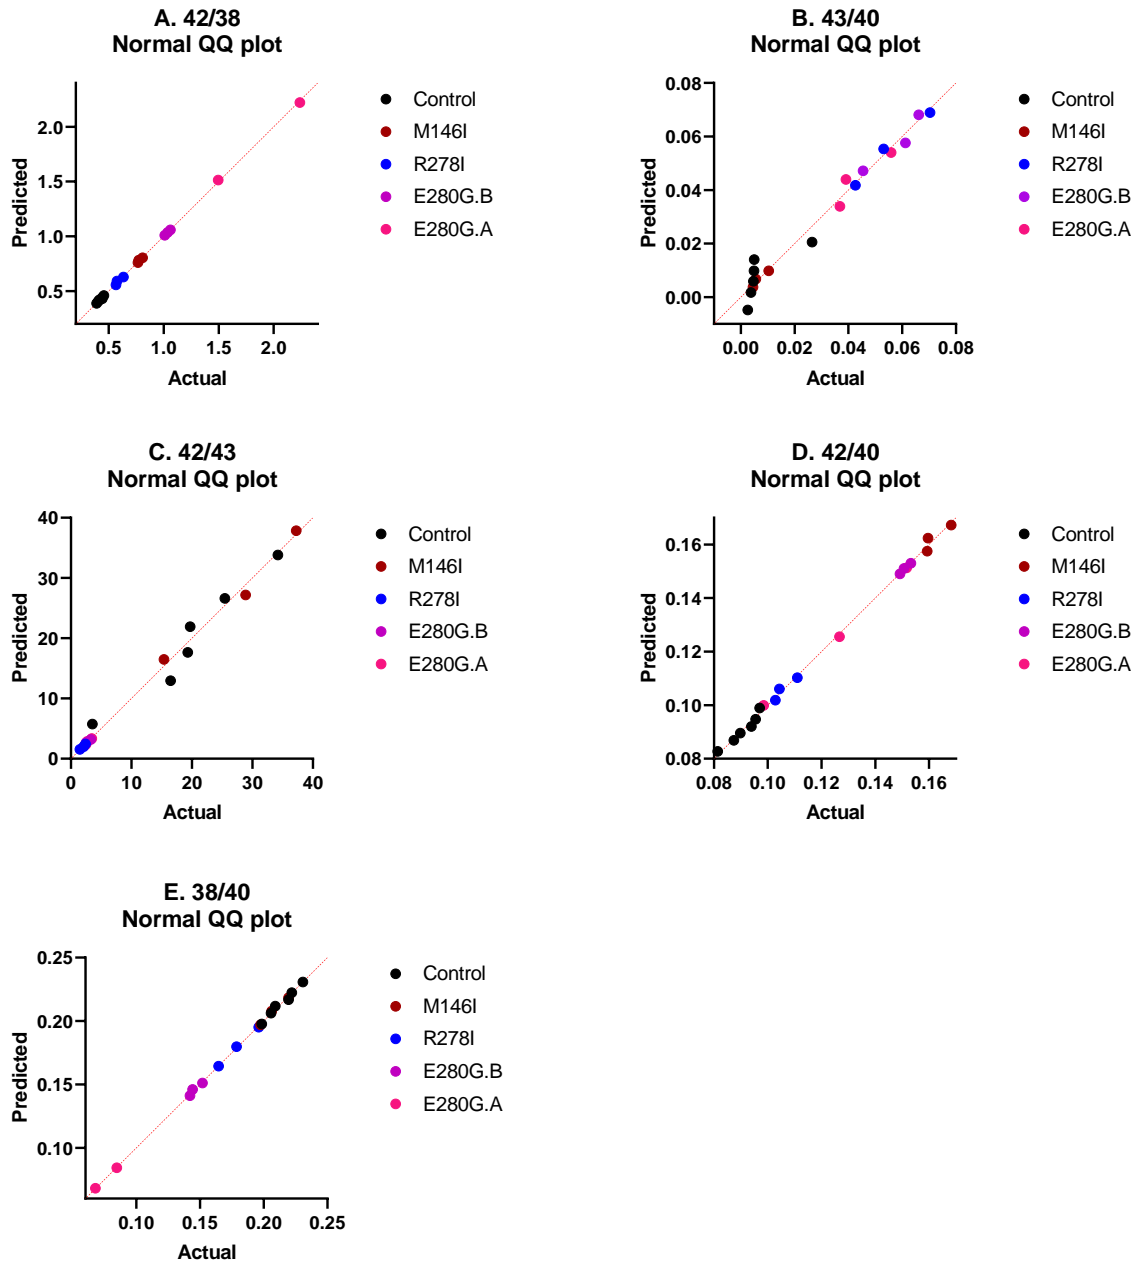 A. 42/38
Normal QQ plot
2.0
1.5
1.0
0.5
Predicted
0.5 1.0 1.5 2.0
Actual
Control
M146I
R278I
E280G.B
E280G.A
B. 43/40
Normal QQ plot
0.08
0.06
0.04
0.02
0.00
Predicted
0.00 0.02 0.04 0.06 0.08
Actual
Control
M146I
R278I
E280G.B
E280G.A
C. 42/43
Normal QQ plot
40
30
20
10
0
Predicted
0 10 20 30 40
Actual
Control
M146I
R278I
E280G.B
E280G.A
D. 42/40
Normal QQ plot
0.16
0.14
0.12
0.10
0.08
Predicted
0.08 0.10 0.12 0.14 0.16
Actual
Control
M146I
R278I
E280G.B
E280G.A
E. 38/40
Normal QQ plot
0.25
0.20
0.15
0.10
Predicted
0.10 0.15 0.20 0.25
Actual
Control
M146I
R278I
E280G.B
E280G.A